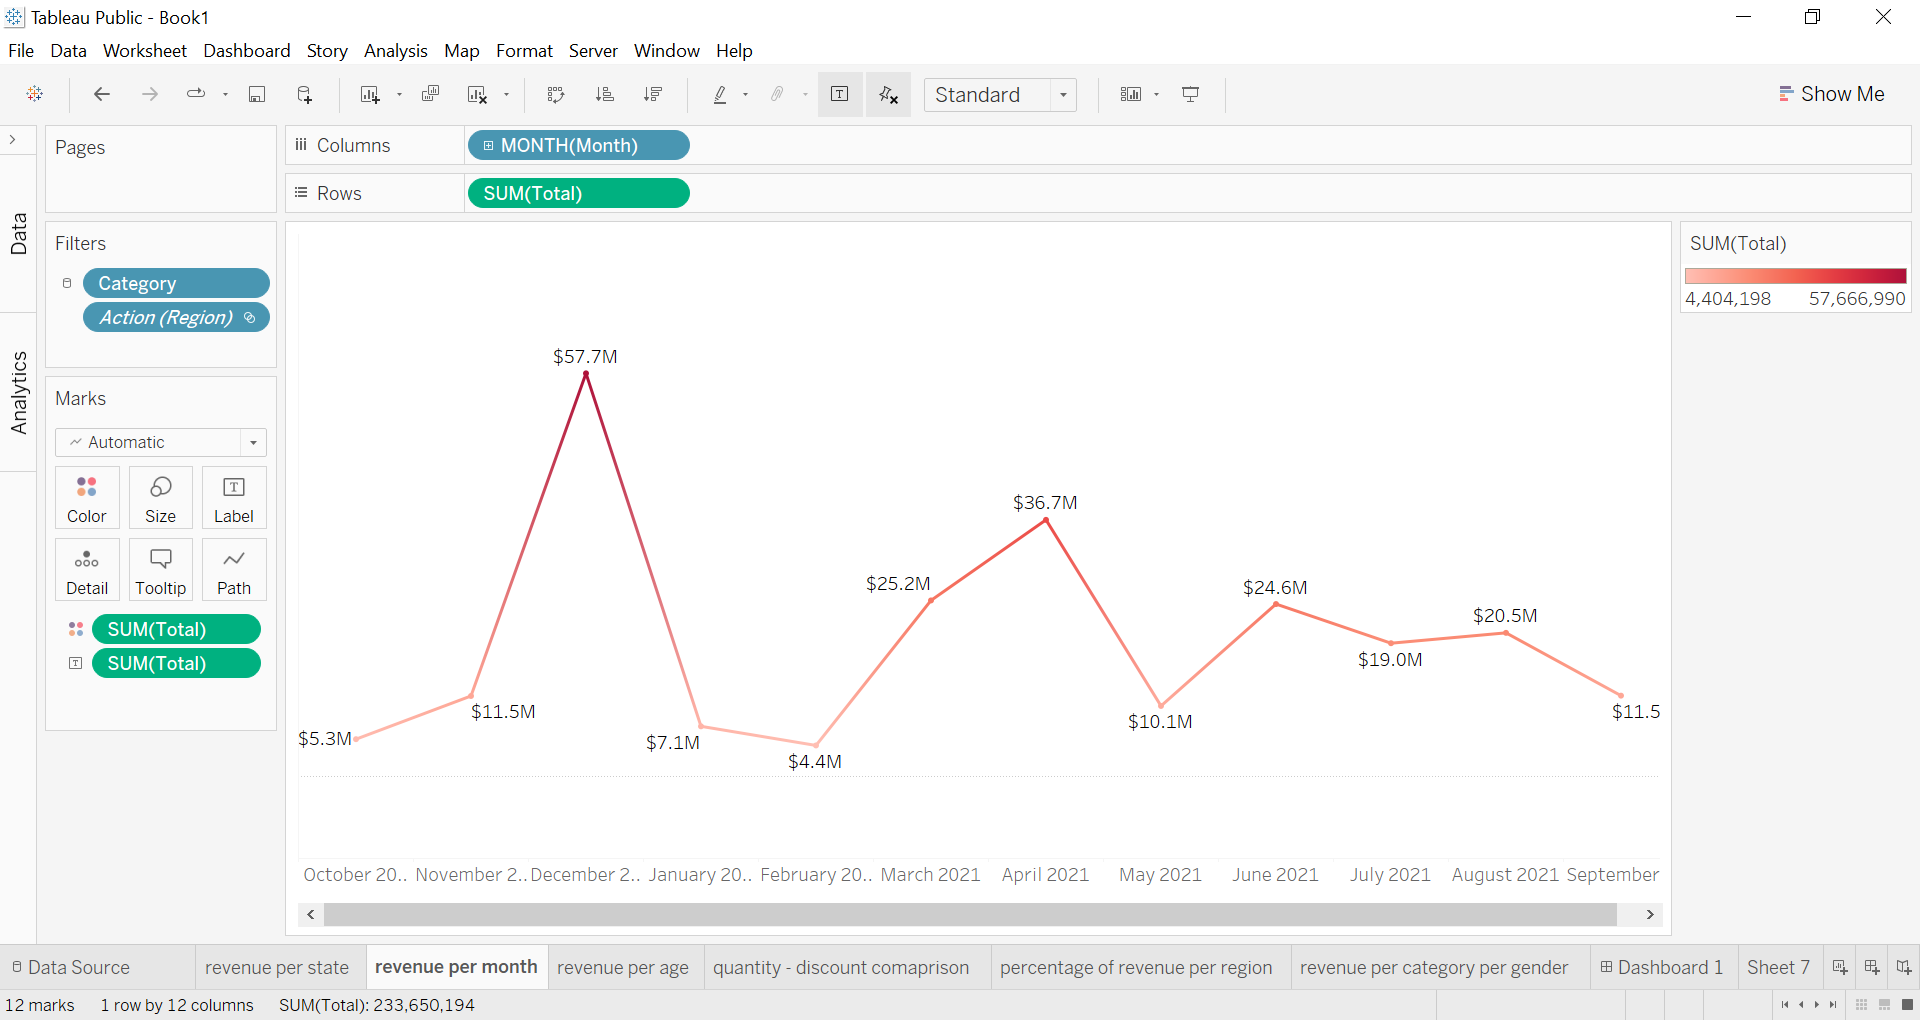 Tableau Public - Book1
File Data Worksheet Dashboard Story Analysis Map Format Server Window Help
Standard
Show Me
Data
Analytics
Pages
Columns
MONTH(Month)
Rows
SUM(Total)
Filters
Category
Action (Region)
Marks
Automatic
Color Size Label
Detail Tooltip Path
SUM(Total)
SUM(Total)
$57.7M
$36.7M
$25.2M
$24.6M
$20.5M
$19.0M
$11.5M
$11.5
$10.1M
$5.3M
$7.1M
$4.4M
October 20.. November 2.. December 2.. January 20.. February 20.. March 2021 April 2021 May 2021 June 2021 July 2021 August 2021 September
SUM(Total)
4,404,198 57,666,990
Data Source revenue per state revenue per month revenue per age quantity - discount comaprison percentage of revenue per region revenue per category per gender Dashboard 1 Sheet 7
12 marks 1 row by 12 columns SUM(Total): 233,650,194